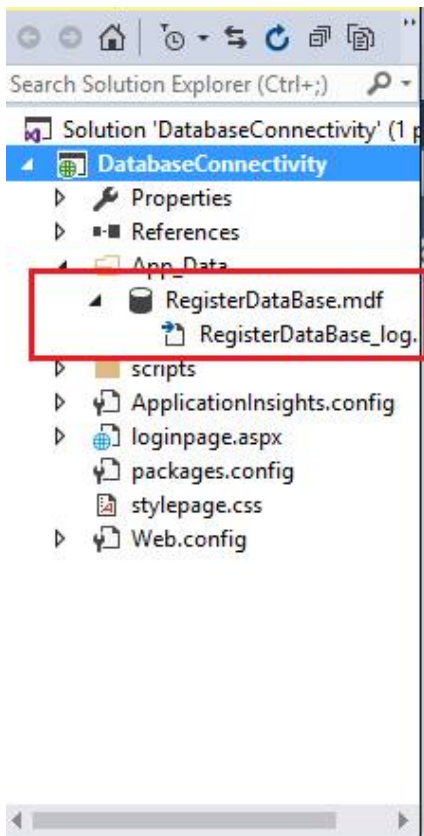 Search Solution Explorer (Ctrl+;)
Solution 'DatabaseConnectivity' (1 p
DatabaseConnectivity
Properties
References
App_Data
RegisterDataBase.mdf
RegisterDataBase_log.
scripts
ApplicationInsights.config
loginpage.aspx
packages.config
stylepage.css
Web.config